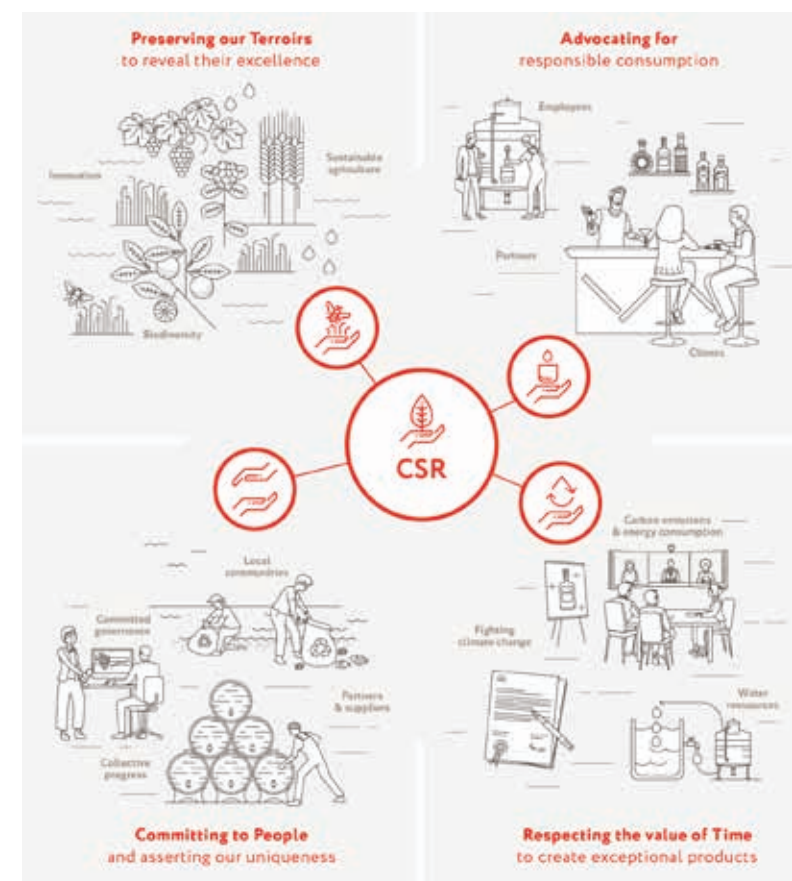 Preserving our Terroirs
to reveal their excellence
Innovation
Sustainable
agriculture
Biodiversity
Advocating for
responsible consumption
Employees
Partners
Clients
CSR
Local
communities
Committed
governance
Partners
& suppliers
Collective
progress
Committing to People
and asserting our uniqueness
Carbon emissions
& energy consumption
Fighting
climate change
Water
ressources
Respecting the value of Time
to create exceptional products